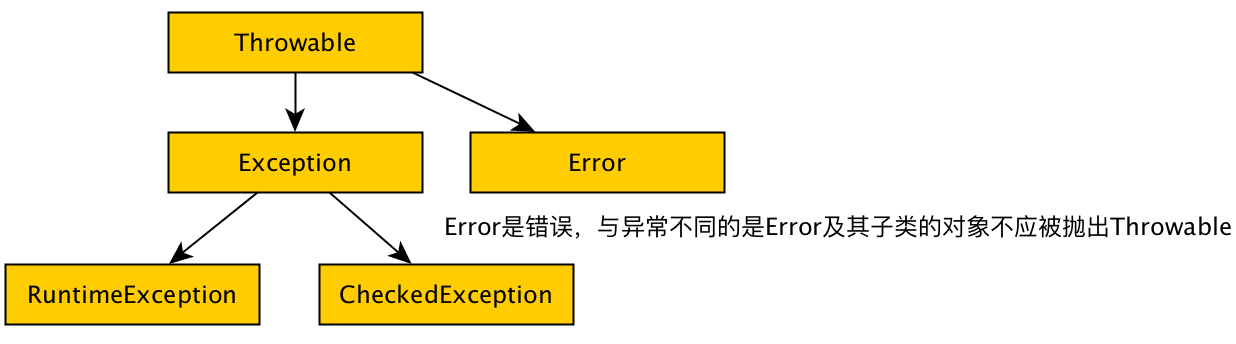 Throwable
Exception
Error
Error是错误，与异常不同的是Error及其子类的对象不应被抛出Throwable
RuntimeException
CheckedException